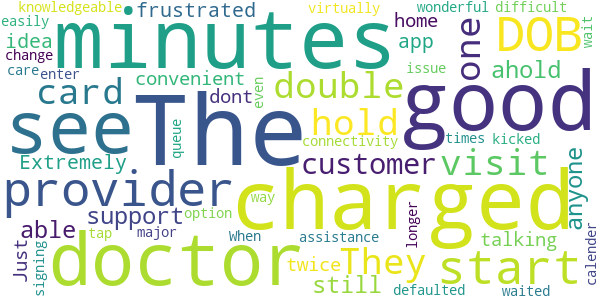 knowledgeable frustrated virtually wonderful difficult
easily minutes home DOB wait
idea app one
change convenient issue ahold
care enter card double good
see The hold
queue even connectivity times kicked
Extremely dont customer visit anyone
provider charged
support option way
able They
Just tap major When assistance longer talking
signing doctor twice start calender
still defaulted waited